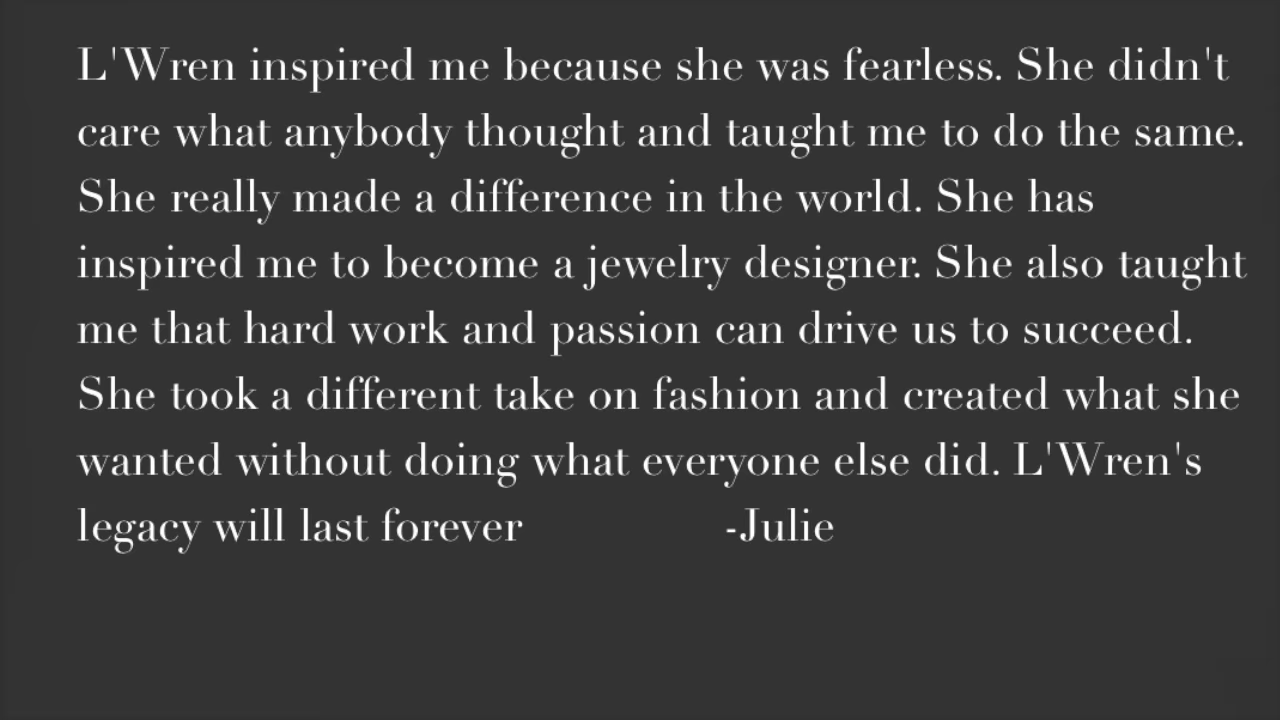 L'Wren inspired me because she was fearless. She didn't
care what anybody thought and taught me to do the same.
She really made a difference in the world. She has
inspired me to become a jewelry designer. She also taught
me that hard work and passion can drive us to succeed.
She took a different take on fashion and created what she
wanted without doing what everyone else did. L'Wren's
legacy will last forever -Julie